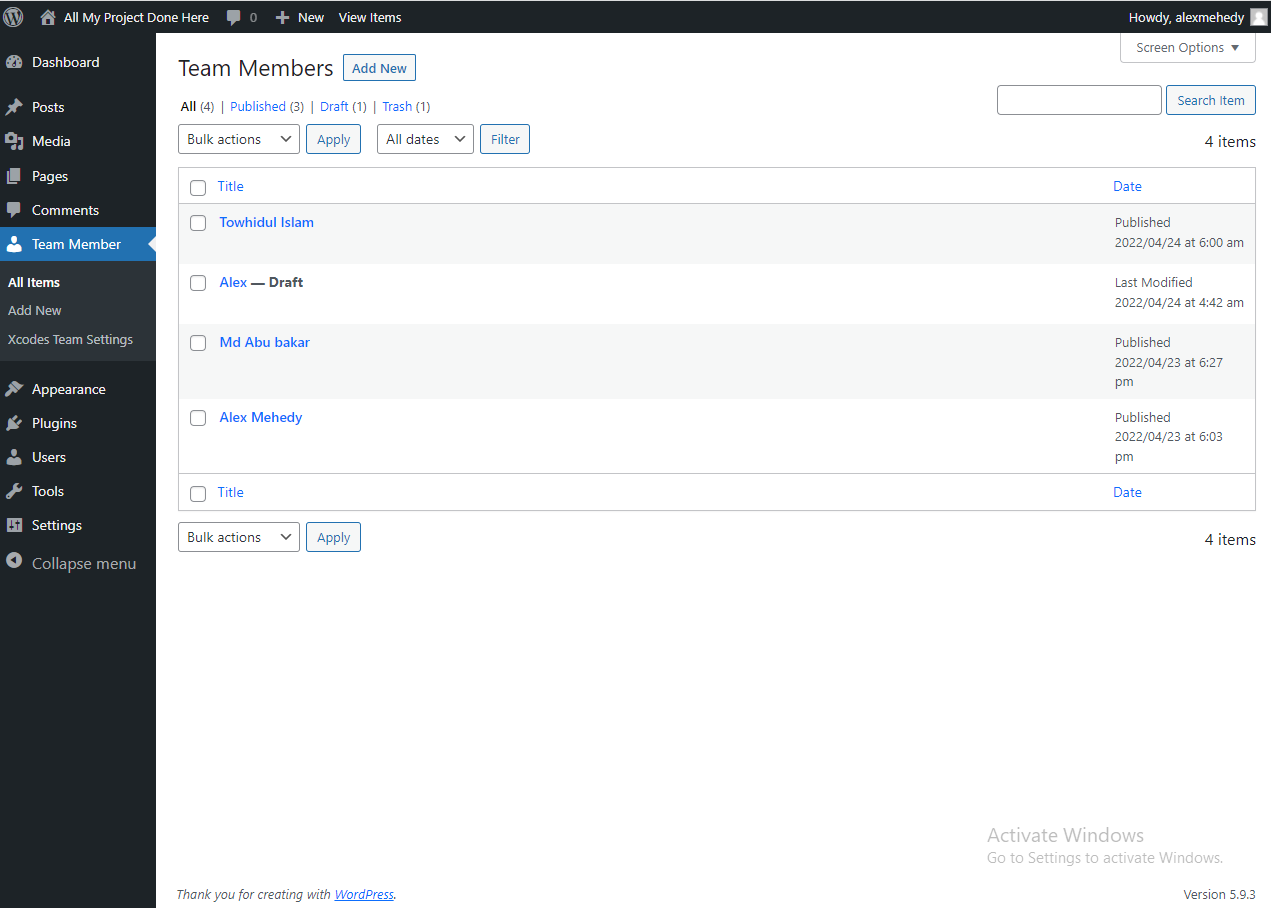 All My Project Done Here 0 New View Items Howdy, alexmehedy
Dashboard
Posts
Media
Pages
Comments
Team Member
All Items
Add New
Xcodes Team Settings
Appearance
Plugins
Users
Tools
Settings
Collapse menu
Screen Options
Team Members Add New
All (4) | Published (3) | Draft (1) | Trash (1)
Search Item
Bulk actions Apply All dates Filter 4 items
Title Date
Towhidul Islam Published
2022/04/24 at 6:00 am
Alex — Draft Last Modified
2022/04/24 at 4:42 am
Md Abu bakar Published
2022/04/23 at 6:27
pm
Alex Mehedy Published
2022/04/23 at 6:03
pm
Title Date
Bulk actions Apply 4 items
Activate Windows
Go to Settings to activate Windows.
Thank you for creating with WordPress. Version 5.9.3